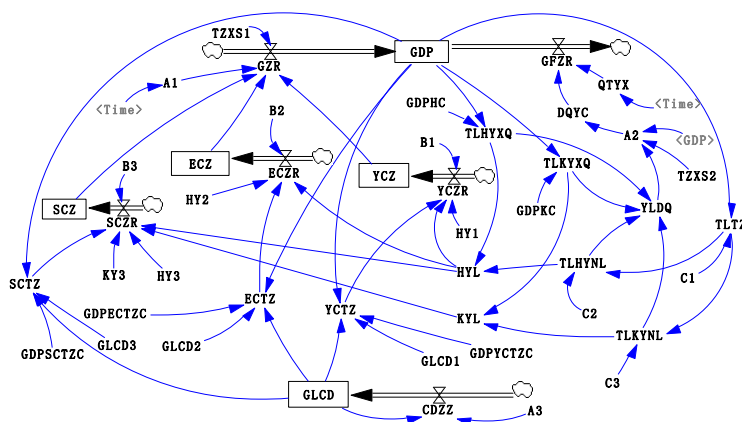 TZXS1
GDP
GZR
GFZR
A1
QTYX
<Time>
<Time>
GDPHC
DQYC
B2
TLHYXQ
A2
<GDP>
B1
B3
ECZ
ECZR
YCZ
TLKYXQ
TZXS2
YCZR
HY2
SCZ
GDPKC
YLDQ
SCZR
HY1
TLTZ
KY3
HY3
HYL
TLHYNL
C1
SCTZ
ECTZ
YCTZ
GDPECTZC
KYL
C2
TLKYNL
GDPSCTZC
GLCD3
GLCD2
GLCD1
GDPYCTZC
C3
GLCD
CDZZ
A3